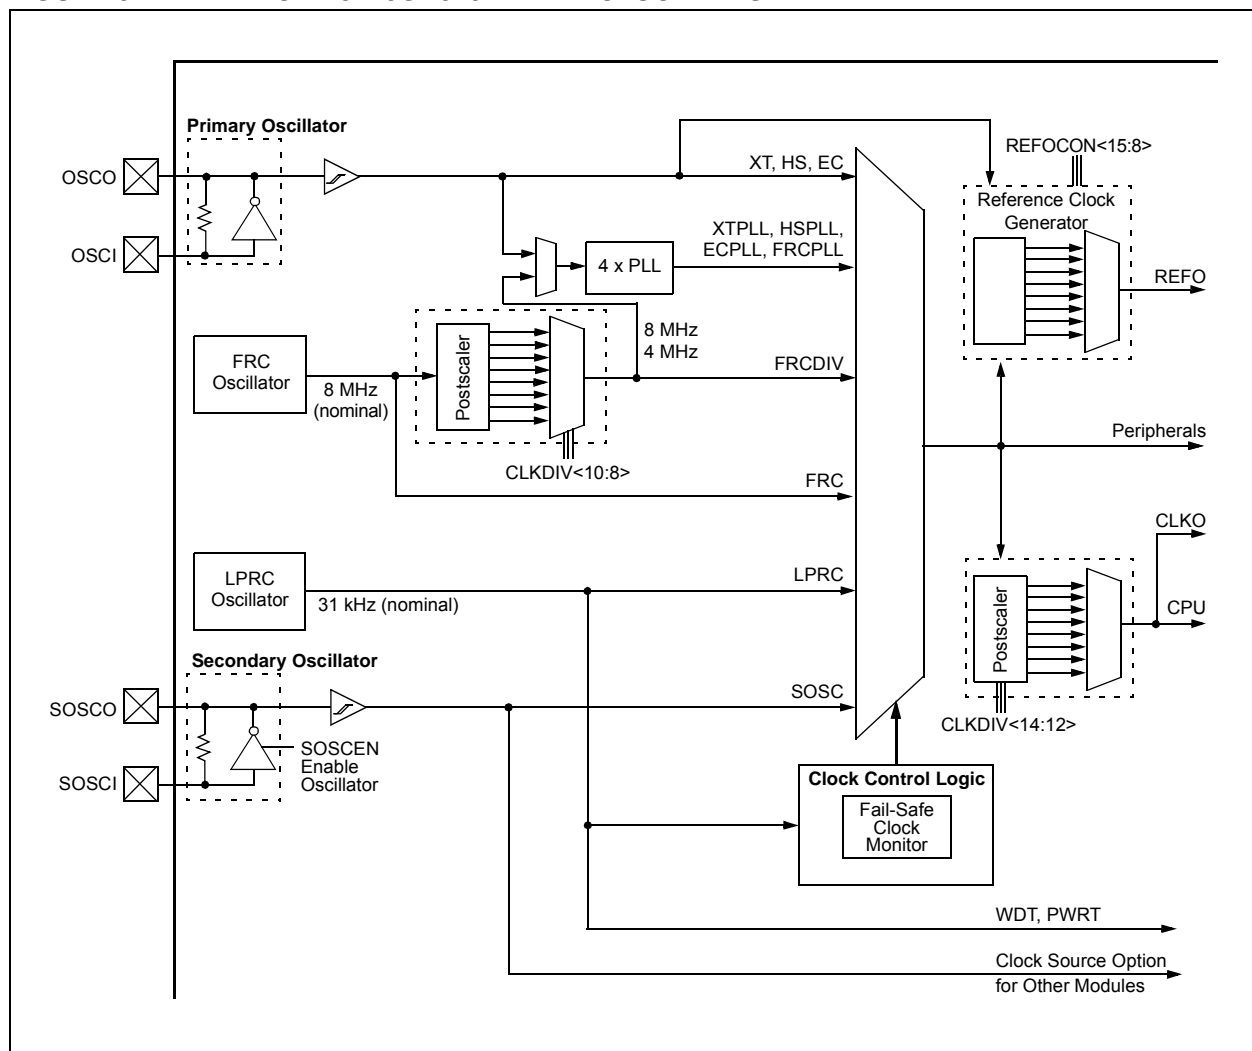 Primary Oscillator
OSCO
OSCI
XT, HS, EC
REFOCON<15:8>
Reference Clock
Generator
XTPLL, HSPLL,
ECPLL, FRCPLL
4 x PLL
REFO
8 MHz
4 MHz
FRC
Oscillator
8 MHz
(nominal)
Postscaler
FRCDIV
CLKDIV<10:8>
Peripherals
FRC
CLKO
LPRC
Oscillator
31 kHz (nominal)
LPRC
Postscaler
CPU
CLKDIV<14:12>
Secondary Oscillator
SOSCO
SOSCI
SOSCEN
Enable
Oscillator
SOSC
Clock Control Logic
Fail-Safe
Clock
Monitor
WDT, PWRT
Clock Source Option
for Other Modules